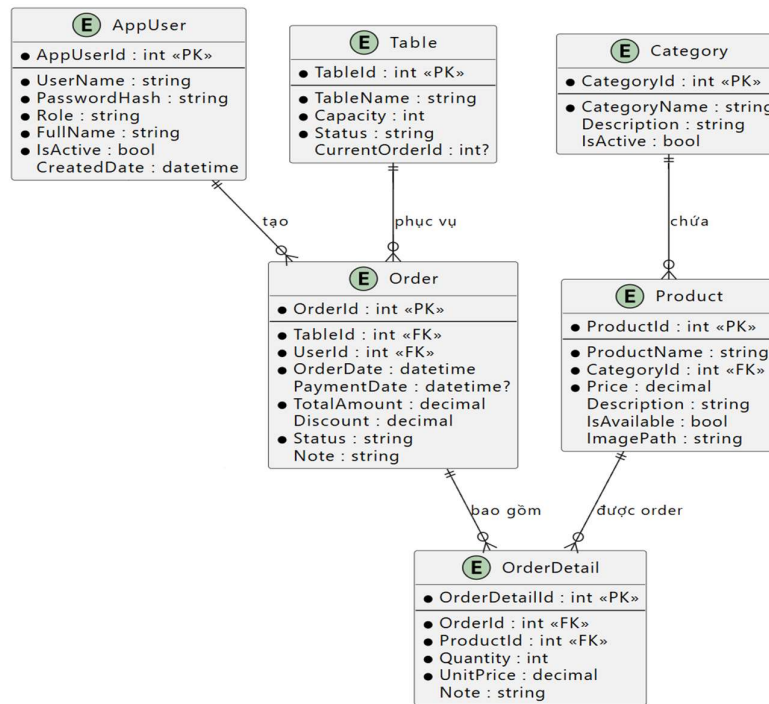 E AppUser
AppUserId : int «PK»
UserName : string
PasswordHash : string
Role : string
FullName : string
IsActive : bool
CreatedDate : datetime
E Table
TableId : int «PK»
TableName : string
Capacity : int
Status : string
CurrentOrderId : int?
E Category
CategoryId : int «PK»
CategoryName : string
Description : string
IsActive : bool
tạo
phục vụ
chứa
E Order
OrderId : int «PK»
TableId : int «FK»
UserId : int «FK»
OrderDate : datetime
PaymentDate : datetime?
TotalAmount : decimal
Discount : decimal
Status : string
Note : string
E Product
ProductId : int «PK»
ProductName : string
CategoryId : int «FK»
Price : decimal
Description : string
IsAvailable : bool
ImagePath : string
bao gồm
được order
E OrderDetail
OrderDetailId : int «PK»
OrderId : int «FK»
ProductId : int «FK»
Quantity : int
UnitPrice : decimal
Note : string